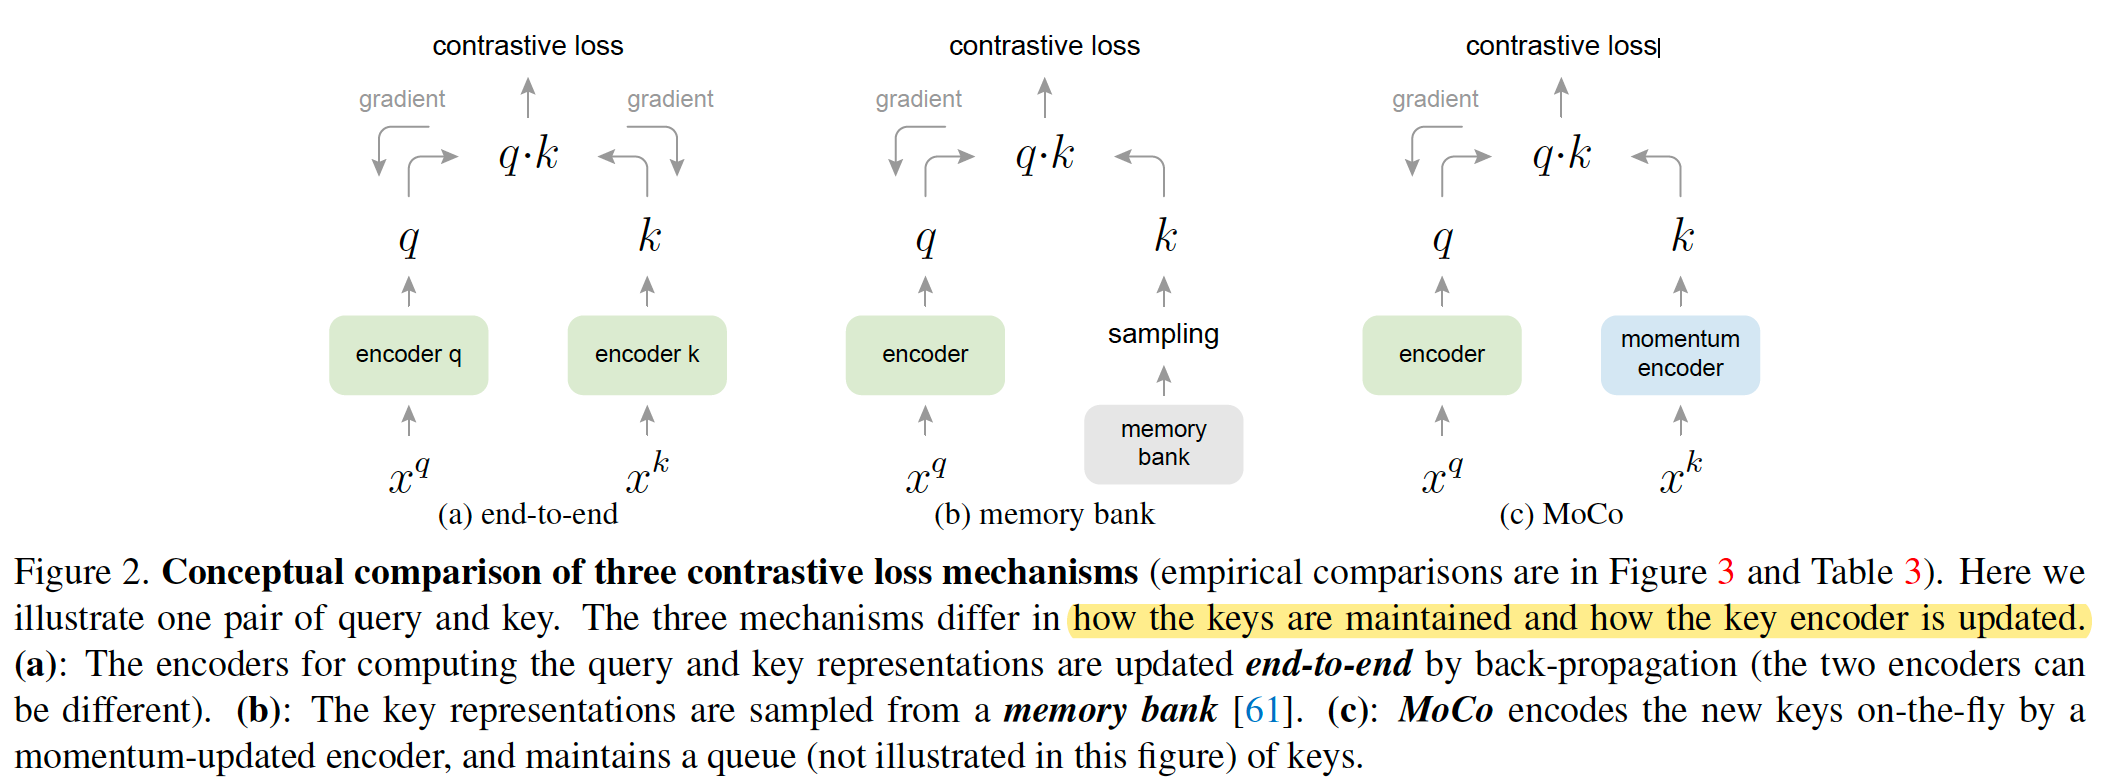 contrastive loss contrastive loss contrastive loss
gradient gradient gradient gradient
q·k q·k q·k
q k q k q k
sampling
encoder q encoder k encoder encoder momentum encoder
memory bank
x^q x^k x^q x^q x^k
(a) end-to-end (b) memory bank (c) MoCo
Figure 2. Conceptual comparison of three contrastive loss mechanisms (empirical comparisons are in Figure 3 and Table 3). Here we
illustrate one pair of query and key. The three mechanisms differ in how the keys are maintained and how the key encoder is updated.
(a): The encoders for computing the query and key representations are updated end-to-end by back-propagation (the two encoders can
be different). (b): The key representations are sampled from a memory bank [61]. (c): MoCo encodes the new keys on-the-fly by a
momentum-updated encoder, and maintains a queue (not illustrated in this figure) of keys.